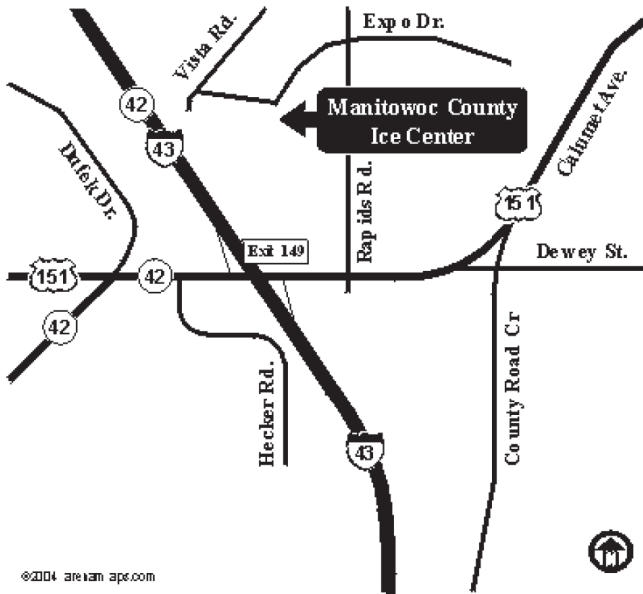 Expo Dr.
Vista Rd.
42
Manitowoc County
Ice Center
43
Calumet Ave.
Dufek Dr.
Rapids Rd.
151
Exit 149
Dewey St.
151
42
42
Hecker Rd.
County Road Cr
43
©2004 arenamaps.com